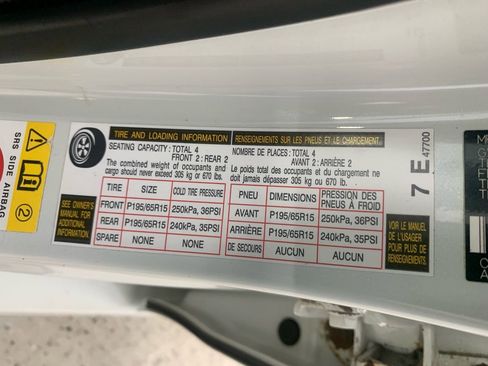 TIRE AND LOADING INFORMATION
SEATING CAPACITY : TOTAL 4
FRONT 2 : REAR 2
The combined weight of occupants and
cargo should never exceed 305 kg or 670 lbs.
TIRE SIZE COLD TIRE PRESSURE
FRONT P195/65R15 250kPa, 36PSI
REAR P195/65R15 240kPa, 35PSI
SPARE NONE NONE
SEE OWNER'S
MANUAL FOR
ADDITIONAL
INFORMATION
RENSEIGNEMENTS SUR LES PNEUS ET LE CHARGEMENT
NOMBRE DE PLACES : TOTAL 4
AVANT 2 : ARRIÈRE 2
Le poids total des occupants et du chargement ne
doit jamais dépasser 305 kg ou 670 lb.
PNEU DIMENSIONS PRESSION DES
PNEUS À FROID
AVANT P195/65R15 250kPa, 36PSI
ARRIÈRE P195/65R15 240kPa, 35PSI
DE SECOURS AUCUN AUCUN
VOIR LE MANUEL
DE L'USAGER
POUR PLUS DE
RENSEIGNEMENTS
7 E 47700
SRS SIDE AIRBAG